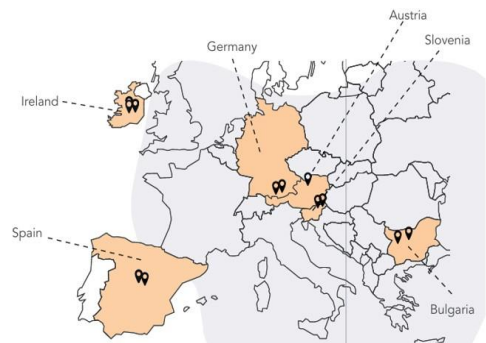 Austria
Slovenia
Germany
Ireland
Spain
Bulgaria